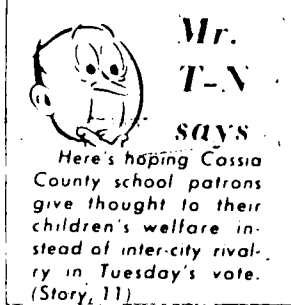 Mr.
T-N
says
Here's hoping Cassia
County school patrons
give thought to their
children's welfare in-
stead of inter-city rival-
ry in Tuesday's vote.
(Story, 11)